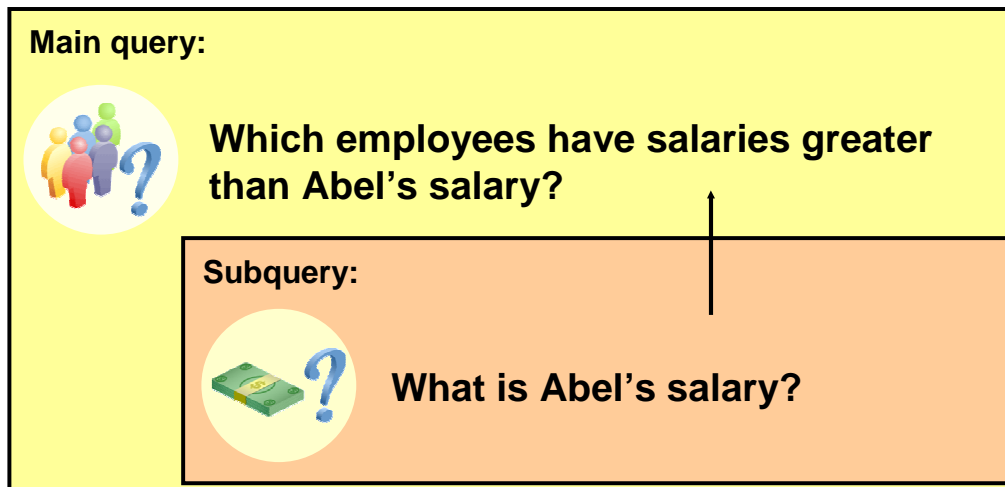 Main query:
Which employees have salaries greater
than Abel’s salary?
Subquery:
What is Abel’s salary?